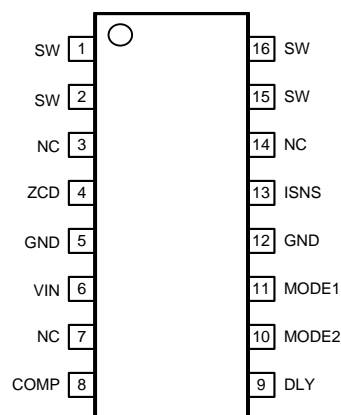 SW 1 16 SW
SW 2 15 SW
NC 3 14 NC
ZCD 4 13 ISNS
GND 5 12 GND
VIN 6 11 MODE1
NC 7 10 MODE2
COMP 8 9 DLY